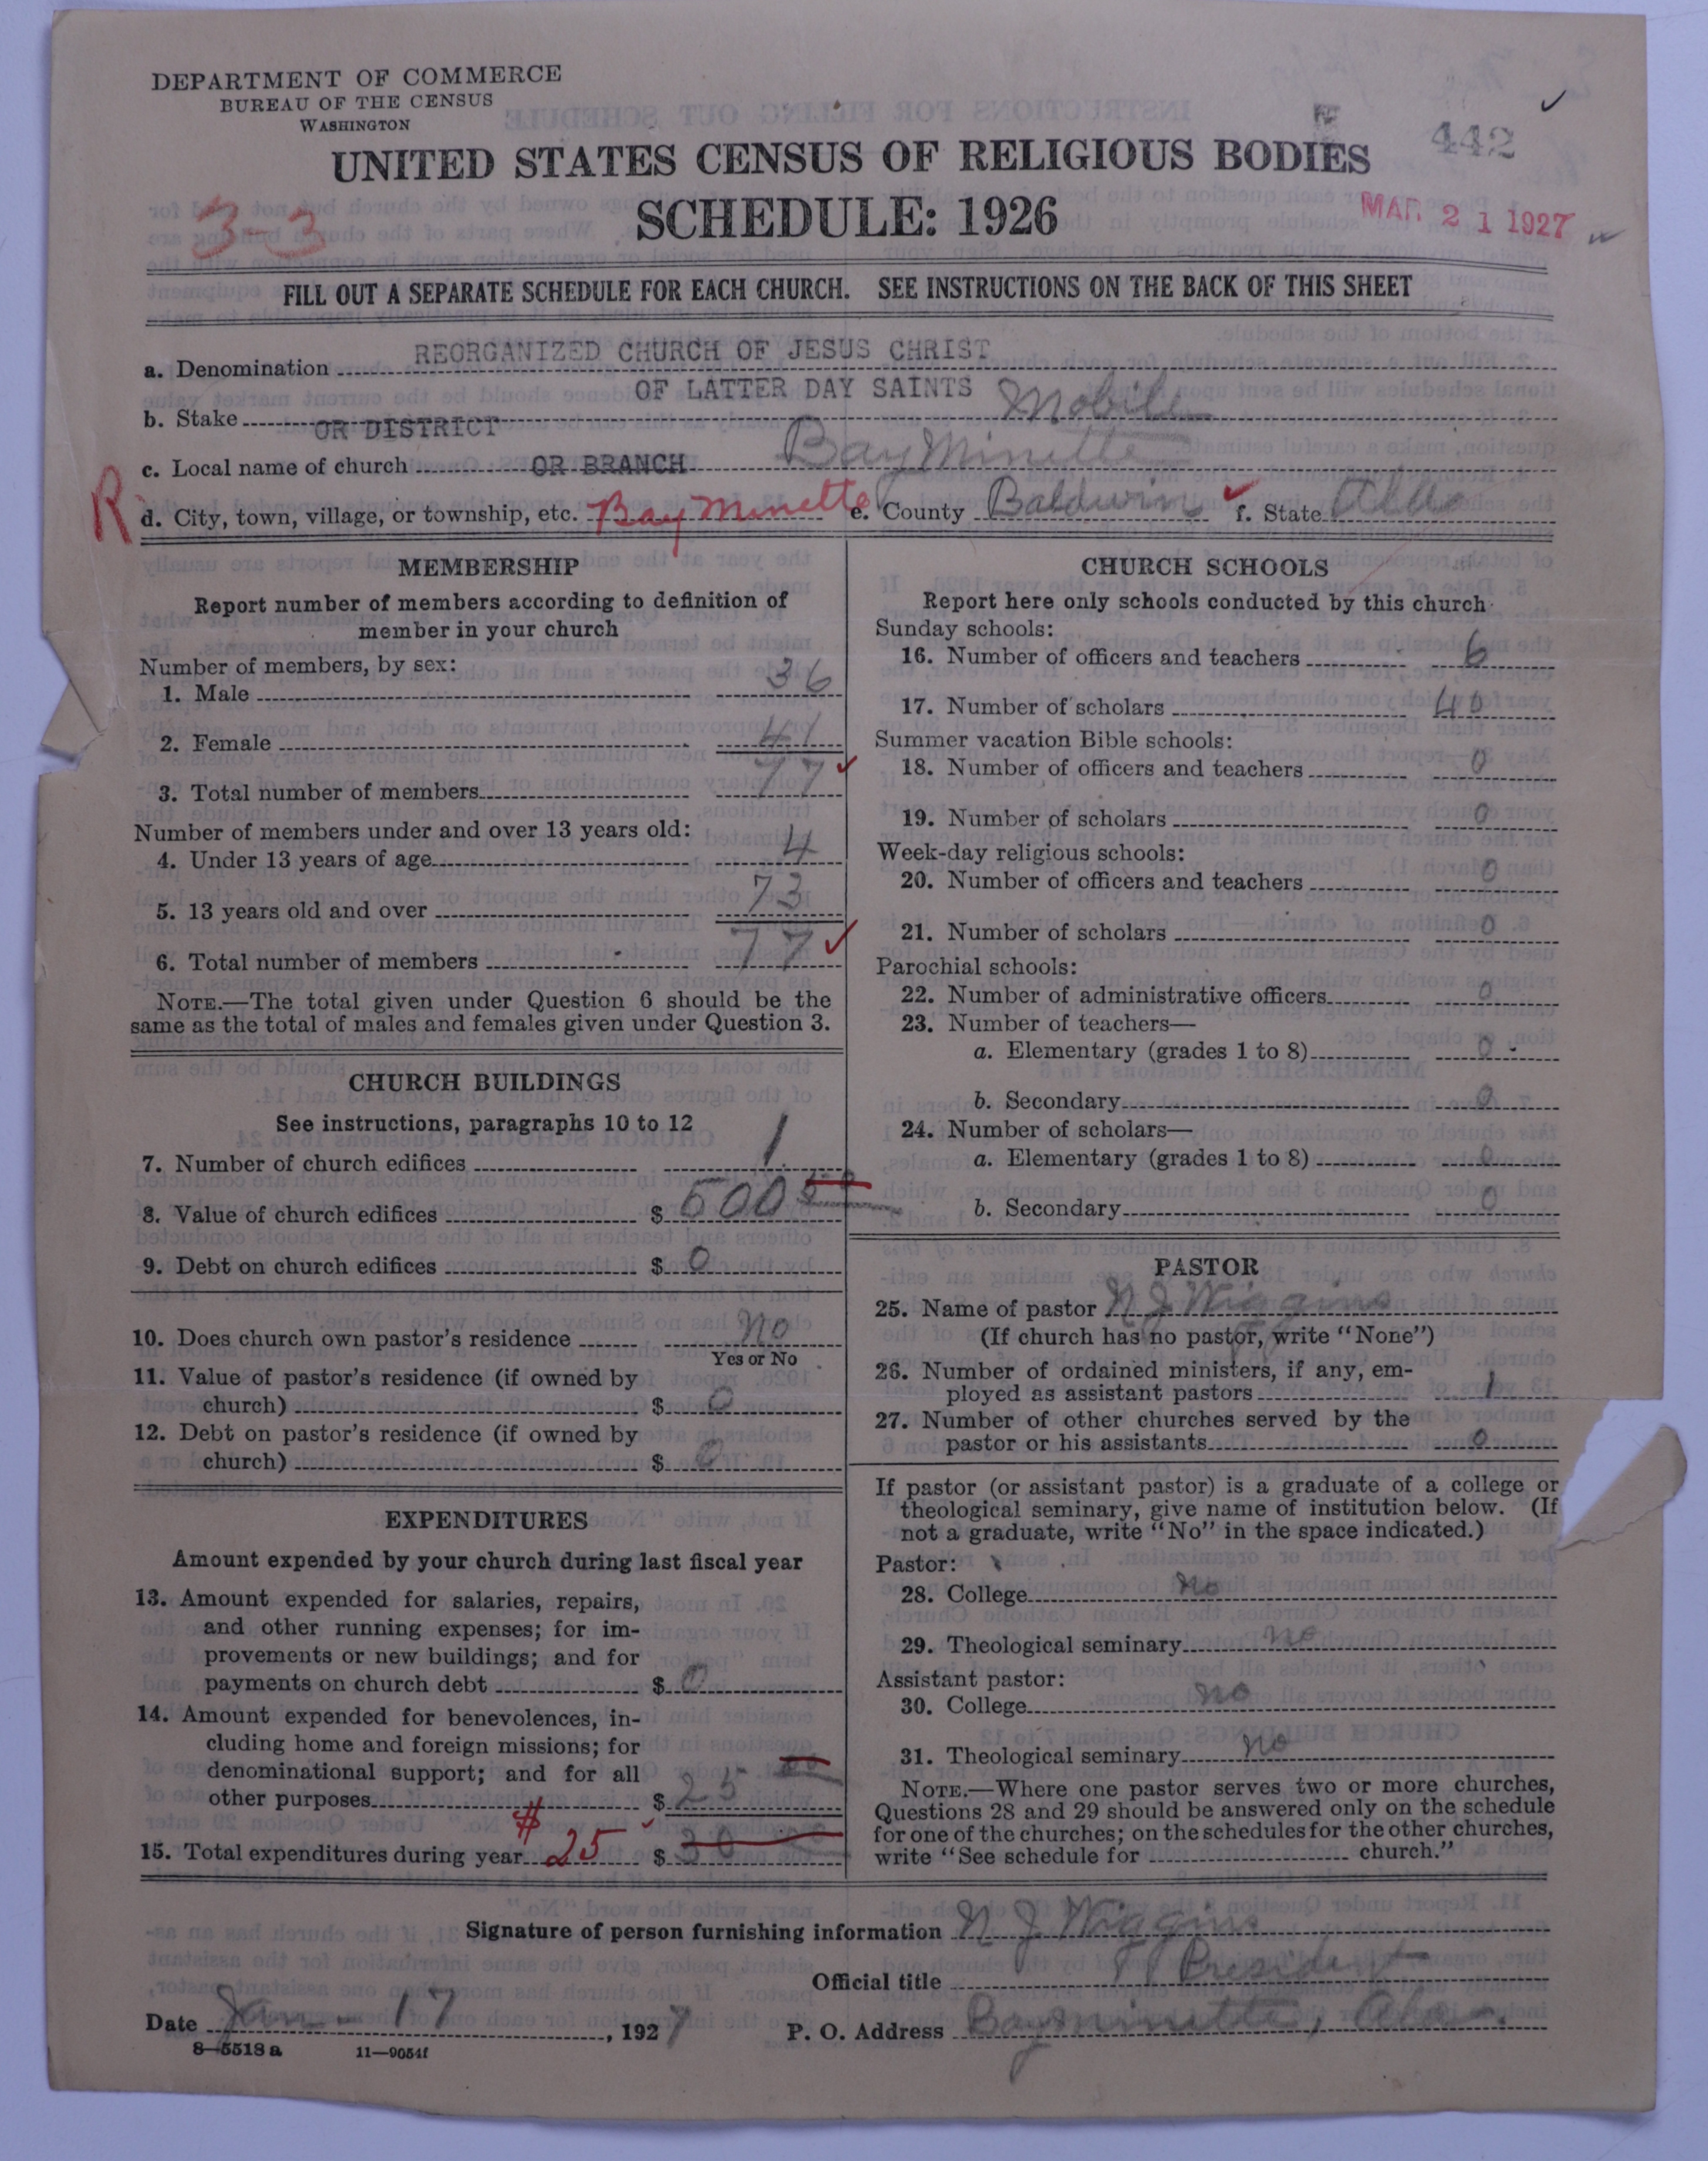 DEPARTMENT OF COMMERCE
BUREAU OF THE CENSUS
WASHINGTON
442
UNITED STATES CENSUS OF RELIGIOUS BODIES
SCHEDULE: 1926
3-3
MAR 21 1927
FILL OUT A SEPARATE SCHEDULE FOR EACH CHURCH. SEE INSTRUCTIONS ON THE BACK OF THIS SHEET
a. Denomination REORGANIZED CHURCH OF JESUS CHRIST
OF LATTER DAY SAINTS
b. Stake OR DISTRICT Mobile
c. Local name of church OR BRANCH Bay Minette
R
d. City, town, village, or township, etc. Bay Minette e. County Baldwin f. State Ala
MEMBERSHIP
Report number of members according to definition of
member in your church
Number of members, by sex:
1. Male 36
2. Female 41
3. Total number of members 77
Number of members under and over 13 years old:
4. Under 13 years of age 4
5. 13 years old and over 73
6. Total number of members 77
NOTE.—The total given under Question 6 should be the
same as the total of males and females given under Question 3.
CHURCH BUILDINGS
See instructions, paragraphs 10 to 12
7. Number of church edifices 1
8. Value of church edifices $ 600
9. Debt on church edifices $ 0
10. Does church own pastor's residence no
Yes or No
11. Value of pastor's residence (if owned by
church) $ 0
12. Debt on pastor's residence (if owned by
church) $ 0
EXPENDITURES
Amount expended by your church during last fiscal year
13. Amount expended for salaries, repairs,
and other running expenses; for im-
provements or new buildings; and for
payments on church debt $ 0
14. Amount expended for benevolences, in-
cluding home and foreign missions; for
denominational support; and for all
other purposes $ 25
15. Total expenditures during year # 25 $ 30 00
CHURCH SCHOOLS
Report here only schools conducted by this church
Sunday schools:
16. Number of officers and teachers 6
17. Number of scholars 40
Summer vacation Bible schools:
18. Number of officers and teachers 0
19. Number of scholars 0
Week-day religious schools:
20. Number of officers and teachers 0
21. Number of scholars 0
Parochial schools:
22. Number of administrative officers 0
23. Number of teachers—
a. Elementary (grades 1 to 8) 0
b. Secondary 0
24. Number of scholars—
a. Elementary (grades 1 to 8) 0
b. Secondary 0
PASTOR
25. Name of pastor N J Wiggins
(If church has no pastor, write "None")
26. Number of ordained ministers, if any, em-
ployed as assistant pastors 1
27. Number of other churches served by the
pastor or his assistants 0
If pastor (or assistant pastor) is a graduate of a college or
theological seminary, give name of institution below. (If
not a graduate, write "No" in the space indicated.)
Pastor:
28. College no
29. Theological seminary no
Assistant pastor:
30. College no
31. Theological seminary no
NOTE.—Where one pastor serves two or more churches,
Questions 28 and 29 should be answered only on the schedule
for one of the churches; on the schedules for the other churches,
write "See schedule for church."
Signature of person furnishing information N J Wiggins
Official title President
Date Jan-17, 1927 P. O. Address Bay minette, Ala.
8—5518 a 11—9054f